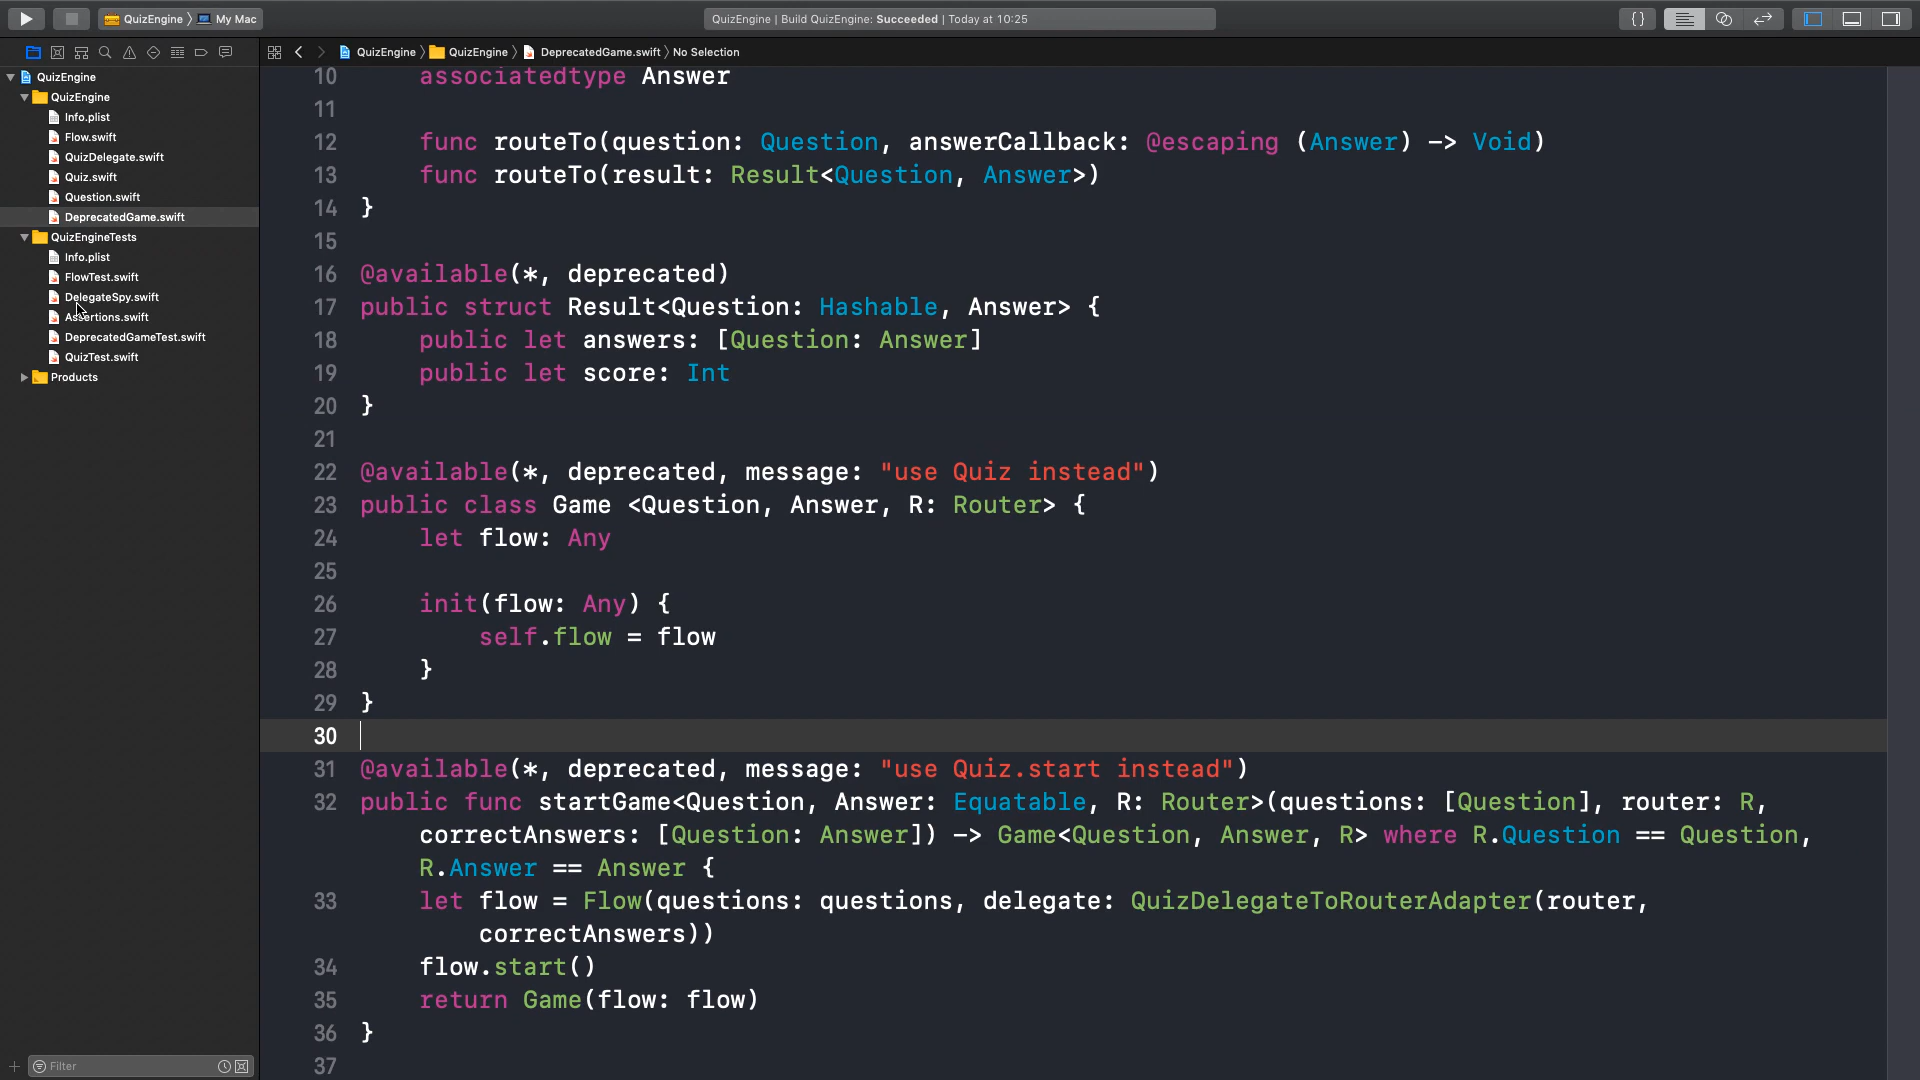 QuizEngine
My Mac
QuizEngine | Build QuizEngine: Succeeded | Today at 10:25
{ }
QuizEngine
QuizEngine
DeprecatedGame.swift
No Selection
QuizEngine
QuizEngine
Info.plist
Flow.swift
QuizDelegate.swift
Quiz.swift
Question.swift
DeprecatedGame.swift
QuizEngineTests
Info.plist
FlowTest.swift
DelegateSpy.swift
Assertions.swift
DeprecatedGameTest.swift
QuizTest.swift
Products
Filter
10 associatedtype Answer
11
12 func routeTo(question: Question, answerCallback: @escaping (Answer) -> Void)
13 func routeTo(result: Result<Question, Answer>)
14 }
15
16 @available(*, deprecated)
17 public struct Result<Question: Hashable, Answer> {
18 public let answers: [Question: Answer]
19 public let score: Int
20 }
21
22 @available(*, deprecated, message: "use Quiz instead")
23 public class Game <Question, Answer, R: Router> {
24 let flow: Any
25
26 init(flow: Any) {
27 self.flow = flow
28 }
29 }
30
31 @available(*, deprecated, message: "use Quiz.start instead")
32 public func startGame<Question, Answer: Equatable, R: Router>(questions: [Question], router: R,
correctAnswers: [Question: Answer]) -> Game<Question, Answer, R> where R.Question == Question,
R.Answer == Answer {
33 let flow = Flow(questions: questions, delegate: QuizDelegateToRouterAdapter(router,
correctAnswers))
34 flow.start()
35 return Game(flow: flow)
36 }
37